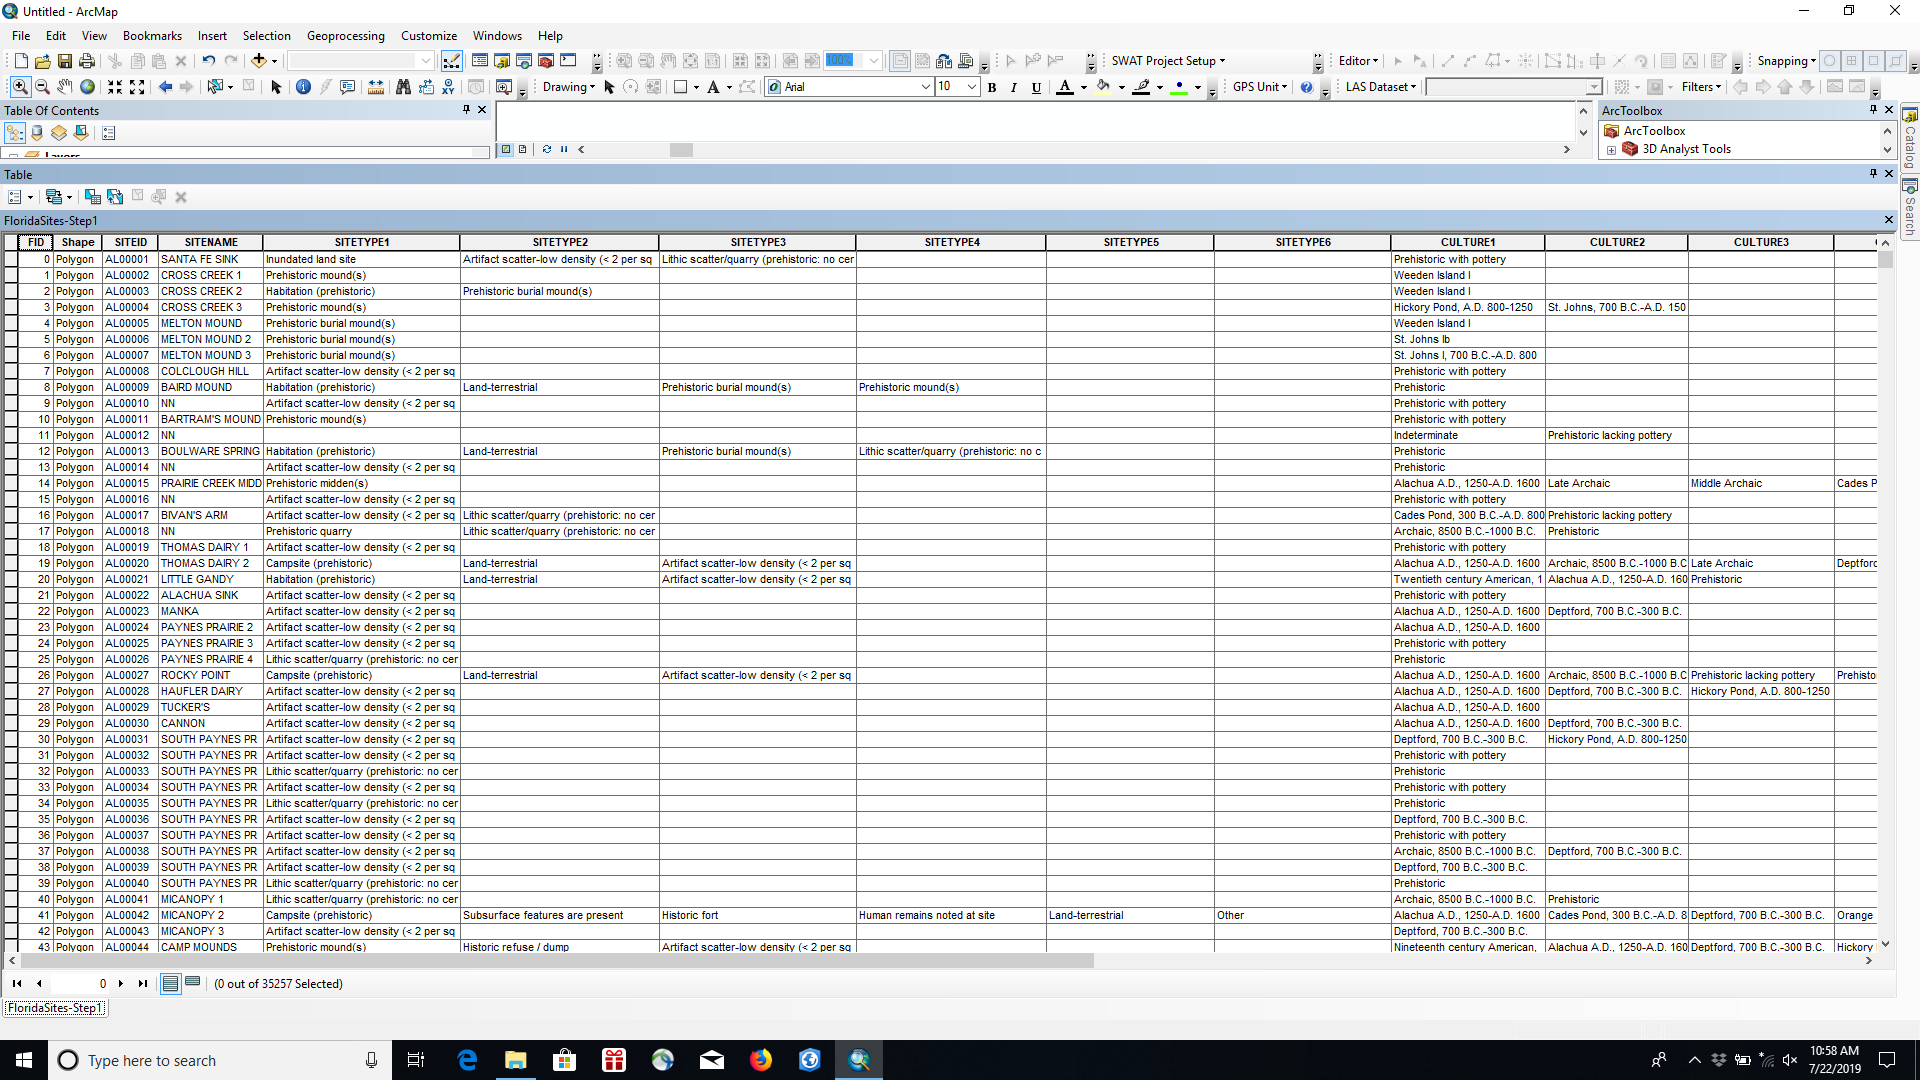 Untitled - ArcMap
File Edit View Bookmarks Insert Selection Geoprocessing Customize Windows Help
100% SWAT Project Setup Editor Snapping
Drawing A Arial 10 B I U A GPS Unit LAS Dataset Filters
Table Of Contents
ArcToolbox
ArcToolbox
3D Analyst Tools
Layers
Catalog
Search
Table
FloridaSites-Step1
FID Shape SITEID SITENAME SITETYPE1 SITETYPE2 SITETYPE3 SITETYPE4 SITETYPE5 SITETYPE6 CULTURE1 CULTURE2 CULTURE3
0 Polygon AL00001 SANTA FE SINK Inundated land site Artifact scatter-low density (< 2 per sq Lithic scatter/quarry (prehistoric: no cer Prehistoric with pottery
1 Polygon AL00002 CROSS CREEK 1 Prehistoric mound(s) Weeden Island I
2 Polygon AL00003 CROSS CREEK 2 Habitation (prehistoric) Prehistoric burial mound(s) Weeden Island I
3 Polygon AL00004 CROSS CREEK 3 Prehistoric mound(s) Hickory Pond, A.D. 800-1250 St. Johns, 700 B.C.-A.D. 150
4 Polygon AL00005 MELTON MOUND Prehistoric burial mound(s) Weeden Island I
5 Polygon AL00006 MELTON MOUND 2 Prehistoric burial mound(s) St. Johns Ib
6 Polygon AL00007 MELTON MOUND 3 Prehistoric burial mound(s) St. Johns I, 700 B.C.-A.D. 800
7 Polygon AL00008 COLCLOUGH HILL Artifact scatter-low density (< 2 per sq Prehistoric with pottery
8 Polygon AL00009 BAIRD MOUND Habitation (prehistoric) Land-terrestrial Prehistoric burial mound(s) Prehistoric mound(s) Prehistoric
9 Polygon AL00010 NN Artifact scatter-low density (< 2 per sq Prehistoric with pottery
10 Polygon AL00011 BARTRAM'S MOUND Prehistoric mound(s) Prehistoric with pottery
11 Polygon AL00012 NN Indeterminate Prehistoric lacking pottery
12 Polygon AL00013 BOULWARE SPRING Habitation (prehistoric) Land-terrestrial Prehistoric burial mound(s) Lithic scatter/quarry (prehistoric: no c Prehistoric
13 Polygon AL00014 NN Artifact scatter-low density (< 2 per sq Prehistoric
14 Polygon AL00015 PRAIRIE CREEK MIDD Prehistoric midden(s) Alachua A.D., 1250-A.D. 1600 Late Archaic Middle Archaic Cades P
15 Polygon AL00016 NN Artifact scatter-low density (< 2 per sq Prehistoric with pottery
16 Polygon AL00017 BIVAN'S ARM Artifact scatter-low density (< 2 per sq Lithic scatter/quarry (prehistoric: no cer Cades Pond, 300 B.C.-A.D. 800 Prehistoric lacking pottery
17 Polygon AL00018 NN Prehistoric quarry Lithic scatter/quarry (prehistoric: no cer Archaic, 8500 B.C.-1000 B.C. Prehistoric
18 Polygon AL00019 THOMAS DAIRY 1 Artifact scatter-low density (< 2 per sq Prehistoric with pottery
19 Polygon AL00020 THOMAS DAIRY 2 Campsite (prehistoric) Land-terrestrial Artifact scatter-low density (< 2 per sq Alachua A.D., 1250-A.D. 1600 Archaic, 8500 B.C.-1000 B.C Late Archaic Deptford
20 Polygon AL00021 LITTLE GANDY Habitation (prehistoric) Land-terrestrial Artifact scatter-low density (< 2 per sq Twentieth century American, 1 Alachua A.D., 1250-A.D. 160 Prehistoric
21 Polygon AL00022 ALACHUA SINK Artifact scatter-low density (< 2 per sq Prehistoric with pottery
22 Polygon AL00023 MANKA Artifact scatter-low density (< 2 per sq Alachua A.D., 1250-A.D. 1600 Deptford, 700 B.C.-300 B.C.
23 Polygon AL00024 PAYNES PRAIRIE 2 Artifact scatter-low density (< 2 per sq Alachua A.D., 1250-A.D. 1600
24 Polygon AL00025 PAYNES PRAIRIE 3 Artifact scatter-low density (< 2 per sq Prehistoric with pottery
25 Polygon AL00026 PAYNES PRAIRIE 4 Lithic scatter/quarry (prehistoric: no cer Prehistoric
26 Polygon AL00027 ROCKY POINT Campsite (prehistoric) Land-terrestrial Artifact scatter-low density (< 2 per sq Alachua A.D., 1250-A.D. 1600 Archaic, 8500 B.C.-1000 B.C Prehistoric lacking pottery Prehisto
27 Polygon AL00028 HAUFLER DAIRY Artifact scatter-low density (< 2 per sq Alachua A.D., 1250-A.D. 1600 Deptford, 700 B.C.-300 B.C. Hickory Pond, A.D. 800-1250
28 Polygon AL00029 TUCKER'S Artifact scatter-low density (< 2 per sq Alachua A.D., 1250-A.D. 1600
29 Polygon AL00030 CANNON Artifact scatter-low density (< 2 per sq Alachua A.D., 1250-A.D. 1600 Deptford, 700 B.C.-300 B.C.
30 Polygon AL00031 SOUTH PAYNES PR Artifact scatter-low density (< 2 per sq Deptford, 700 B.C.-300 B.C. Hickory Pond, A.D. 800-1250
31 Polygon AL00032 SOUTH PAYNES PR Artifact scatter-low density (< 2 per sq Prehistoric with pottery
32 Polygon AL00033 SOUTH PAYNES PR Lithic scatter/quarry (prehistoric: no cer Prehistoric
33 Polygon AL00034 SOUTH PAYNES PR Artifact scatter-low density (< 2 per sq Prehistoric with pottery
34 Polygon AL00035 SOUTH PAYNES PR Lithic scatter/quarry (prehistoric: no cer Prehistoric
35 Polygon AL00036 SOUTH PAYNES PR Artifact scatter-low density (< 2 per sq Deptford, 700 B.C.-300 B.C.
36 Polygon AL00037 SOUTH PAYNES PR Artifact scatter-low density (< 2 per sq Prehistoric with pottery
37 Polygon AL00038 SOUTH PAYNES PR Artifact scatter-low density (< 2 per sq Archaic, 8500 B.C.-1000 B.C. Deptford, 700 B.C.-300 B.C.
38 Polygon AL00039 SOUTH PAYNES PR Artifact scatter-low density (< 2 per sq Deptford, 700 B.C.-300 B.C.
39 Polygon AL00040 SOUTH PAYNES PR Lithic scatter/quarry (prehistoric: no cer Prehistoric
40 Polygon AL00041 MICANOPY 1 Lithic scatter/quarry (prehistoric: no cer Archaic, 8500 B.C.-1000 B.C. Prehistoric
41 Polygon AL00042 MICANOPY 2 Campsite (prehistoric) Subsurface features are present Historic fort Human remains noted at site Land-terrestrial Other Alachua A.D., 1250-A.D. 1600 Cades Pond, 300 B.C.-A.D. 8 Deptford, 700 B.C.-300 B.C. Orange
42 Polygon AL00043 MICANOPY 3 Artifact scatter-low density (< 2 per sq Deptford, 700 B.C.-300 B.C.
43 Polygon AL00044 CAMP MOUNDS Prehistoric mound(s) Historic refuse / dump Artifact scatter-low density (< 2 per sq Nineteenth century American, Alachua A.D., 1250-A.D. 160 Deptford, 700 B.C.-300 B.C. Hickory
0 (0 out of 35257 Selected)
FloridaSites-Step1
Type here to search
10:58 AM
7/22/2019